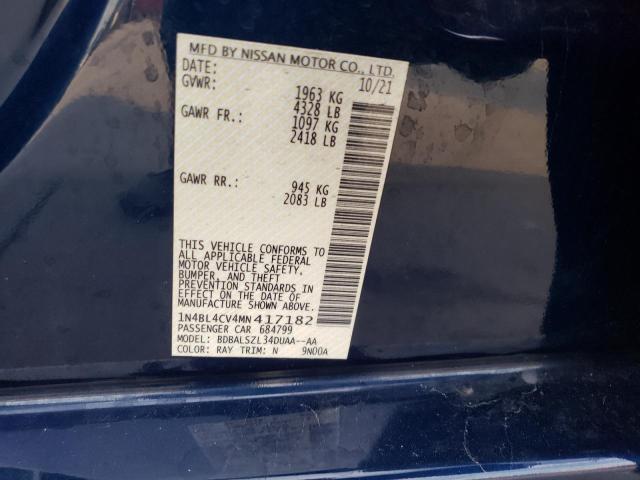 MFD BY NISSAN MOTOR CO., LTD.
DATE: 10/21
GVWR: 1963 KG
4328 LB
GAWR FR.: 1097 KG
2418 LB
GAWR RR.: 945 KG
2083 LB
THIS VEHICLE CONFORMS TO
ALL APPLICABLE FEDERAL
MOTOR VEHICLE SAFETY,
BUMPER, AND THEFT
PREVENTION STANDARDS
IN EFFECT ON THE DATE OF
MANUFACTURE SHOWN ABOVE.
1N4BL4CV4MN417182
PASSENGER CAR 684799
MODEL: BDBALSZL34DUAA--AA
COLOR: RAY TRIM: N 9N00A